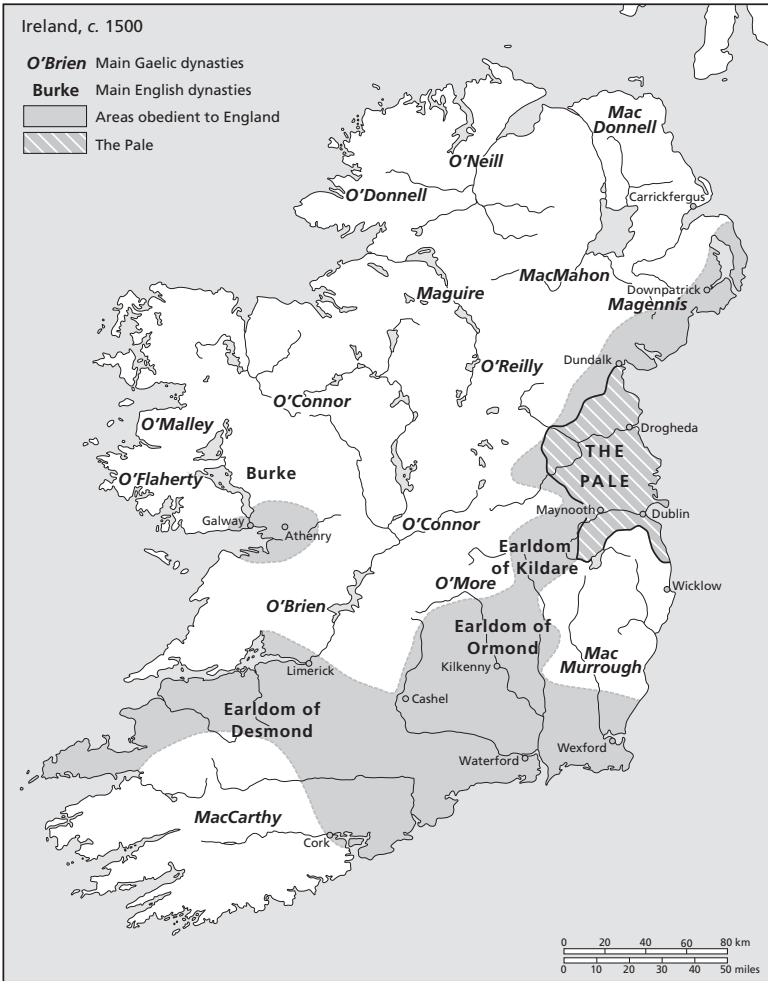 Ireland, c. 1500
O’Brien Main Gaelic dynasties
Burke Main English dynasties
Areas obedient to England
The Pale
Mac
Donnell
O’Neill
O’Donnell
Carrickfergus
MacMahon
Maguire
Downpatrick
Magennis
Dundalk
O’Reilly
O’Connor
O’Malley
Drogheda
THE
PALE
O’Flaherty
Burke
Maynooth
Dublin
Galway
Athenry
O’Connor
Earldom
of Kildare
O’More
Wicklow
O’Brien
Earldom of
Ormond
Mac
Murrough
Limerick
Kilkenny
Cashel
Earldom of
Desmond
Wexford
Waterford
MacCarthy
Cork
0 20 40 60 80 km
0 10 20 30 40 50 miles